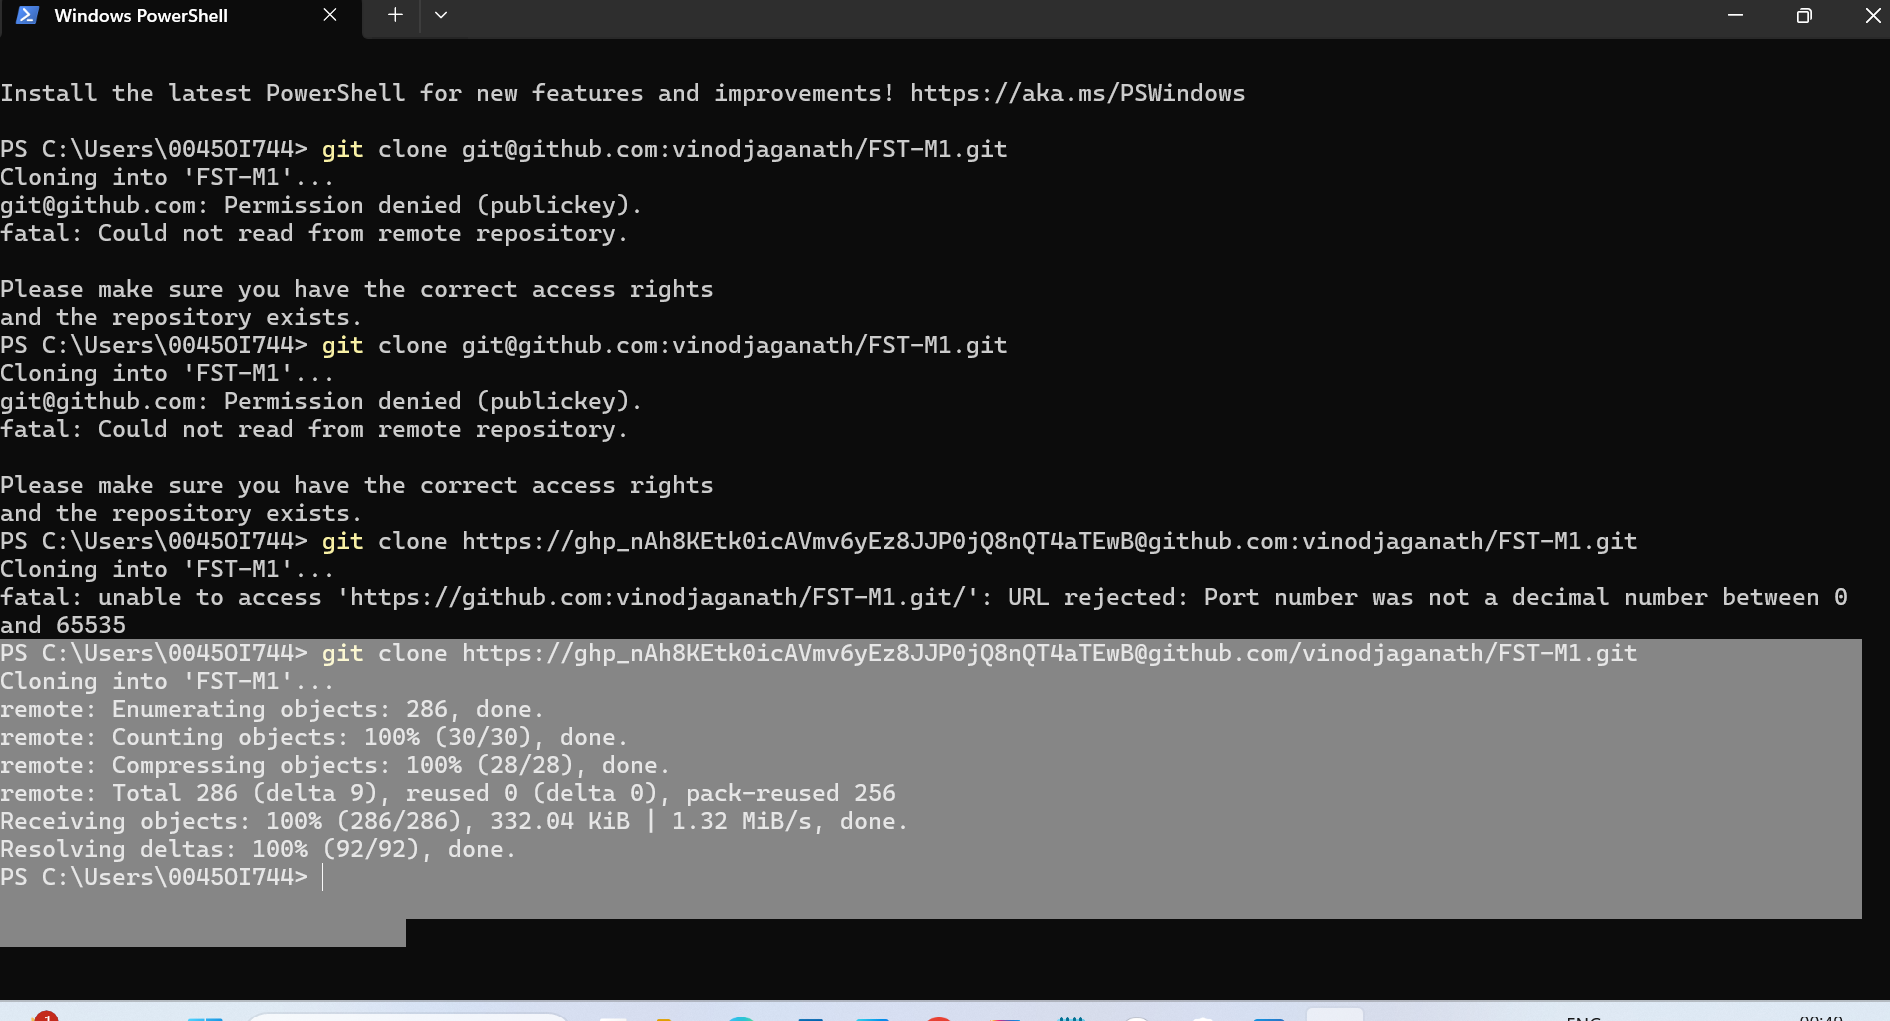 Windows PowerShell
Install the latest PowerShell for new features and improvements! https://aka.ms/PSWindows
PS C:\Users\0045OI744> git clone git@github.com:vinodjaganath/FST-M1.git
Cloning into 'FST-M1'...
git@github.com: Permission denied (publickey).
fatal: Could not read from remote repository.
Please make sure you have the correct access rights
and the repository exists.
PS C:\Users\0045OI744> git clone git@github.com:vinodjaganath/FST-M1.git
Cloning into 'FST-M1'...
git@github.com: Permission denied (publickey).
fatal: Could not read from remote repository.
Please make sure you have the correct access rights
and the repository exists.
PS C:\Users\0045OI744> git clone https://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@github.com:vinodjaganath/FST-M1.git
Cloning into 'FST-M1'...
fatal: unable to access 'https://github.com:vinodjaganath/FST-M1.git/': URL rejected: Port number was not a decimal number between 0
and 65535
PS C:\Users\0045OI744> git clone https://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@github.com/vinodjaganath/FST-M1.git
Cloning into 'FST-M1'...
remote: Enumerating objects: 286, done.
remote: Counting objects: 100% (30/30), done.
remote: Compressing objects: 100% (28/28), done.
remote: Total 286 (delta 9), reused 0 (delta 0), pack-reused 256
Receiving objects: 100% (286/286), 332.04 KiB | 1.32 MiB/s, done.
Resolving deltas: 100% (92/92), done.
PS C:\Users\0045OI744>